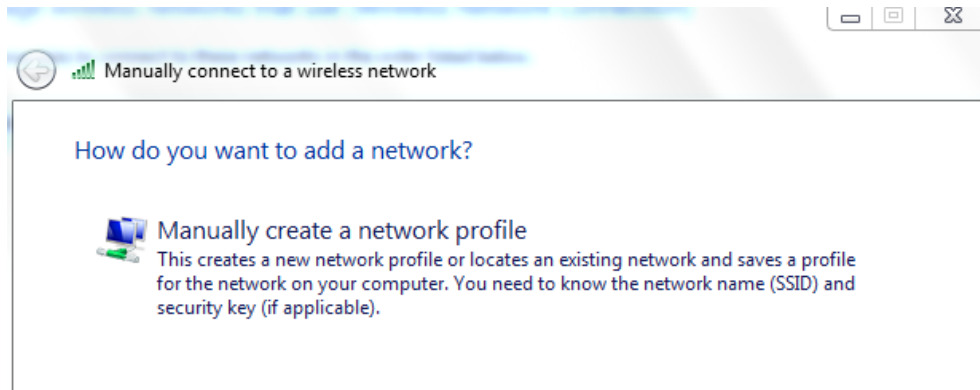 Manually connect to a wireless network
How do you want to add a network?
Manually create a network profile
This creates a new network profile or locates an existing network and saves a profile
for the network on your computer. You need to know the network name (SSID) and
security key (if applicable).